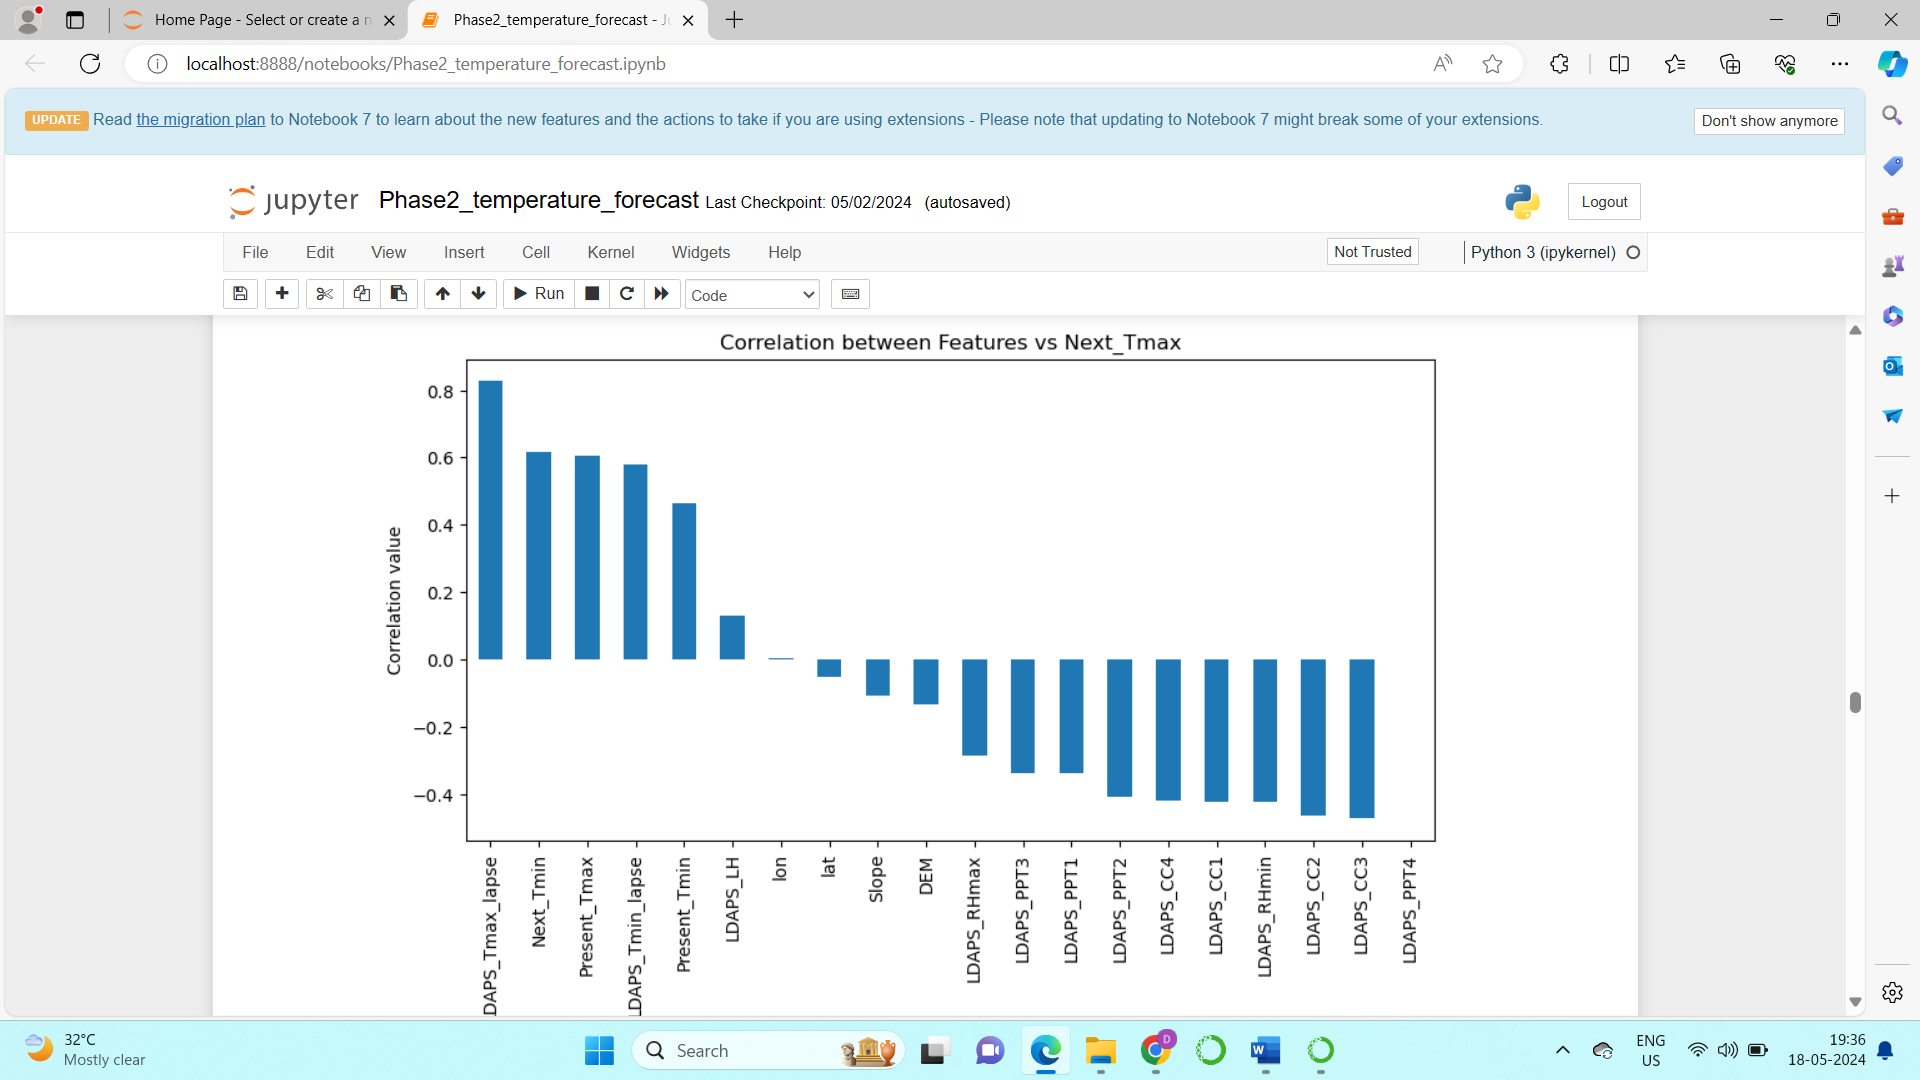 Home Page - Select or create a n
Phase2_temperature_forecast - Ju
localhost:8888/notebooks/Phase2_temperature_forecast.ipynb
UPDATE Read the migration plan to Notebook 7 to learn about the new features and the actions to take if you are using extensions - Please note that updating to Notebook 7 might break some of your extensions.
Don't show anymore
jupyter Phase2_temperature_forecast Last Checkpoint: 05/02/2024 (autosaved)
Logout
File Edit View Insert Cell Kernel Widgets Help
Not Trusted
Python 3 (ipykernel)
Run
Code
Correlation between Features vs Next_Tmax
Correlation value
0.8
0.6
0.4
0.2
0.0
−0.2
−0.4
LDAPS_Tmax_lapse
Next_Tmin
Present_Tmax
LDAPS_Tmin_lapse
Present_Tmin
LDAPS_LH
lon
lat
Slope
DEM
LDAPS_RHmax
LDAPS_PPT3
LDAPS_PPT1
LDAPS_PPT2
LDAPS_CC4
LDAPS_CC1
LDAPS_RHmin
LDAPS_CC2
LDAPS_CC3
LDAPS_PPT4
32°C
Mostly clear
Search
D
W
ENG
US
19:36
18-05-2024